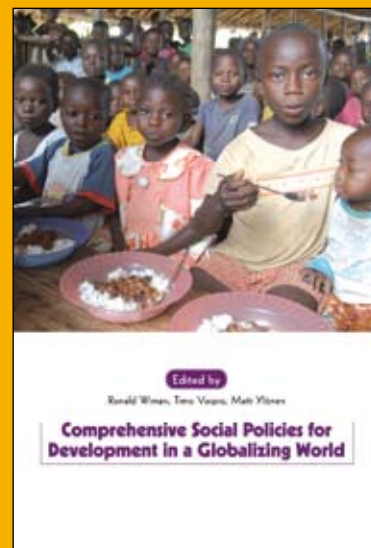 Edited by
Ronald Wiman, Timo Voipio, Matti Ylönen
Comprehensive Social Policies for
Development in a Globalizing World